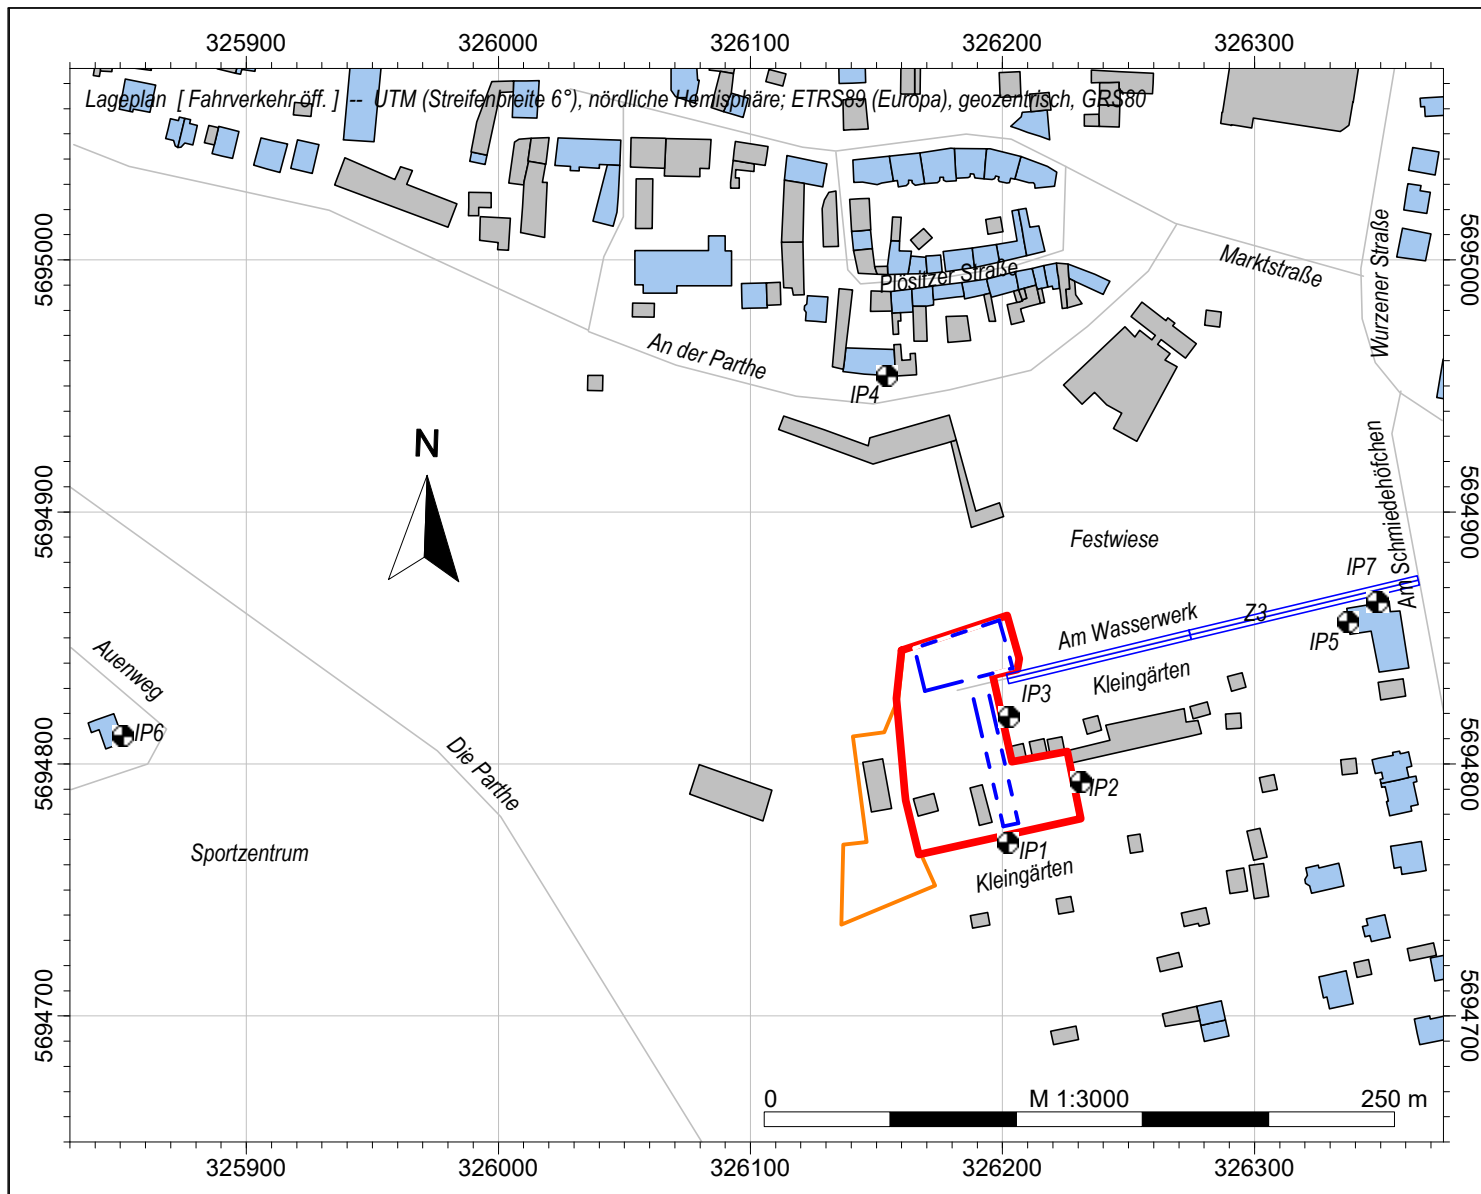 325900 326000 326100 326200 326300
Lageplan [ Fahrverkehr öff. ] -- UTM (Streifenbreite 6°), nördliche Hemisphäre; ETRS89 (Europa), geozentrisch, GRS80
5695000
5695000
Wurzener Straße
Marktstraße
Plösitzer Straße
An der Parthe
IP4
N
5694900
5694900
Am Schmiedehöfchen
Festwiese
IP7
Z3
Am Wasserwerk
IP5
Auenweg
Kleingärten
IP3
IP6
5694800
5694800
Die Parthe
IP2
Sportzentrum
IP1
Kleingärten
5694700
5694700
0 M 1:3000 250 m
325900 326000 326100 326200 326300